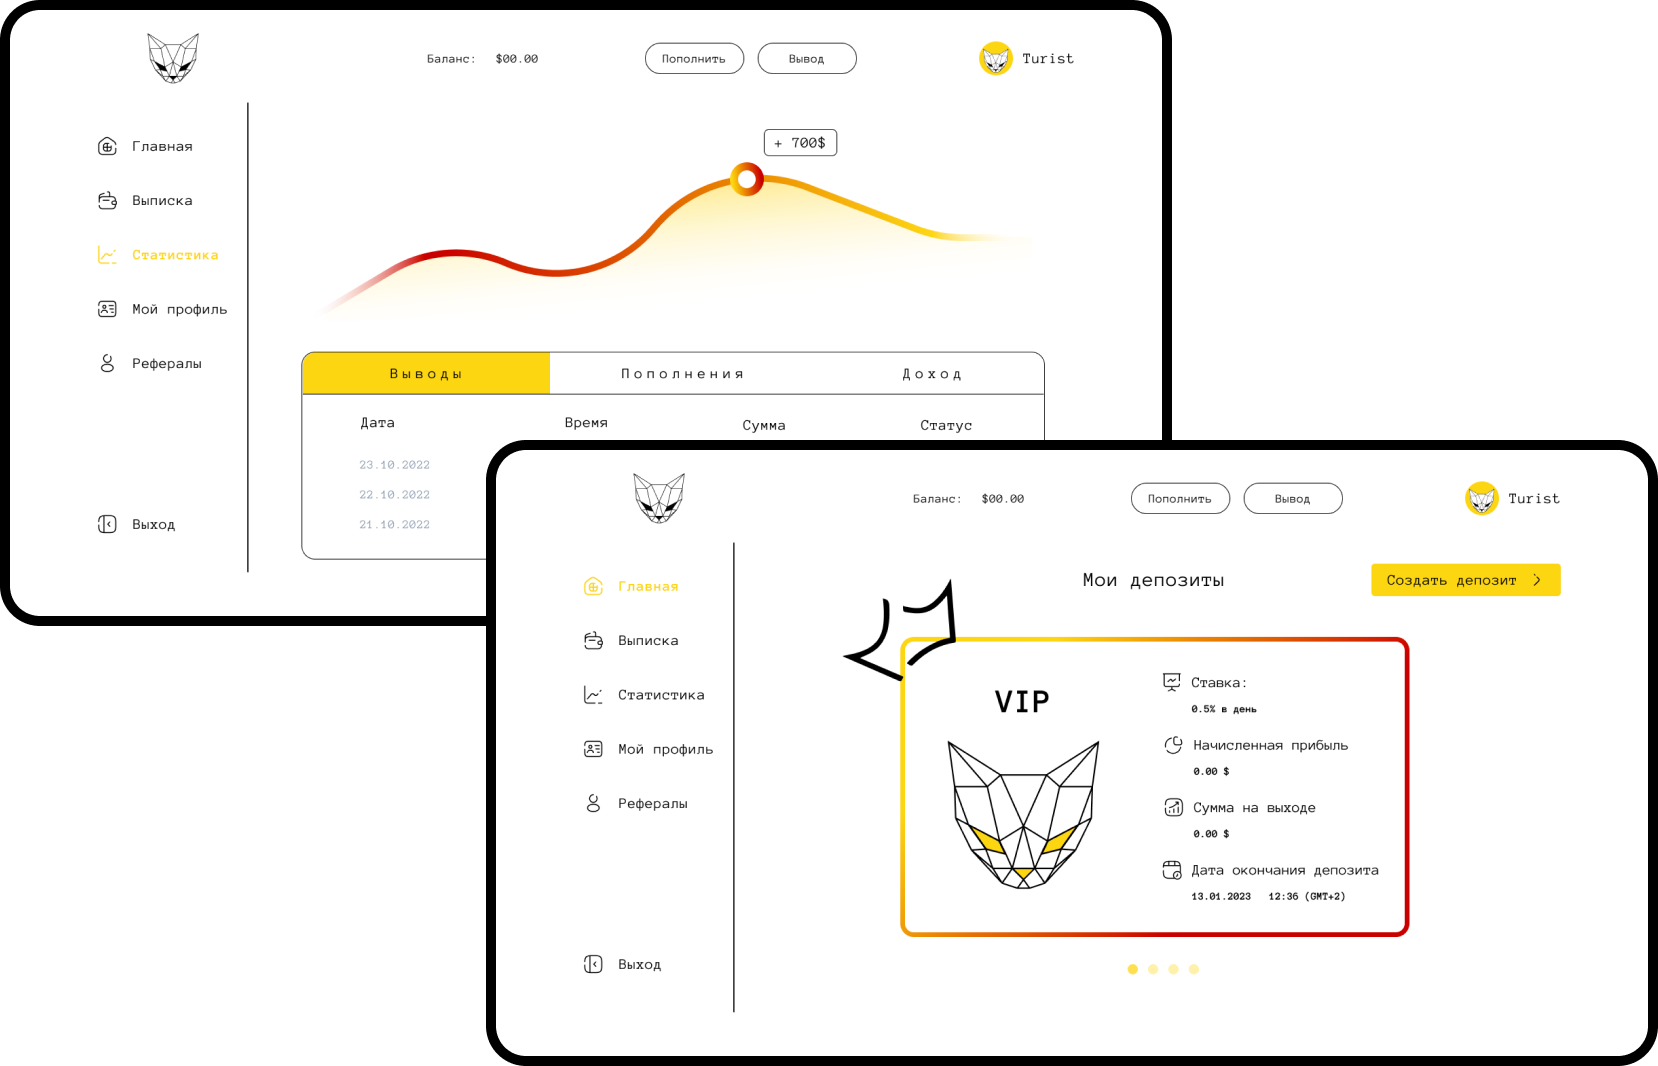 Баланс: $00.00
Пополнить
Вывод
Turist
Главная
Выписка
Статистика
Мой профиль
Рефералы
Выход
+ 700$
Выводы
Пополнения
Доход
Дата
Время
Сумма
Статус
23.10.2022
22.10.2022
21.10.2022
Баланс: $00.00
Пополнить
Вывод
Turist
Главная
Выписка
Статистика
Мой профиль
Рефералы
Выход
Мои депозиты
Создать депозит
VIP
Ставка:
0.5% в день
Начисленная прибыль
0.00 $
Сумма на выходе
0.00 $
Дата окончания депозита
13.01.2023 12:36 (GMT+2)